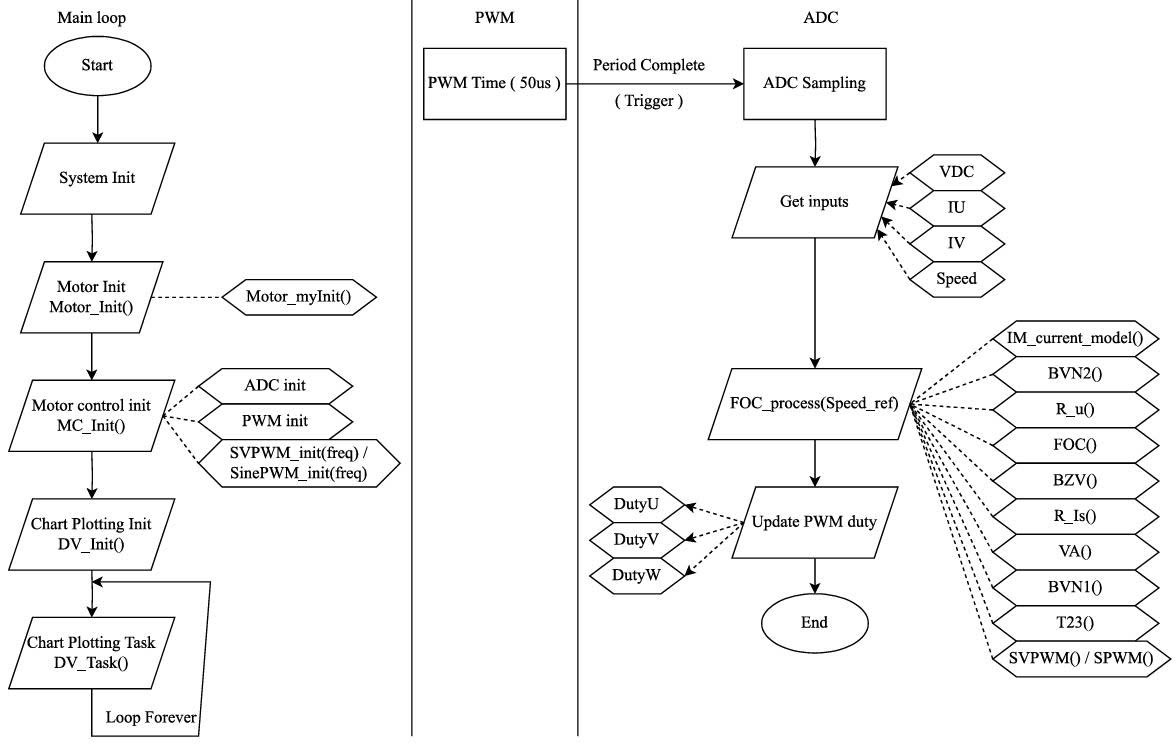 Main loop
Start
System Init
Motor Init
Motor_Init()
Motor_myInit()
Motor control init
MC_Init()
ADC init
PWM init
SVPWM_init(freq) /
SinePWM_init(freq)
Chart Plotting Init
DV_Init()
Chart Plotting Task
DV_Task()
Loop Forever
PWM
PWM Time ( 50us )
Period Complete
( Trigger )
ADC
ADC Sampling
Get inputs
VDC
IU
IV
Speed
FOC_process(Speed_ref)
IM_current_model()
BVN2()
R_u()
FOC()
BZV()
R_Is()
VA()
BVN1()
T23()
SVPWM() / SPWM()
Update PWM duty
DutyU
DutyV
DutyW
End